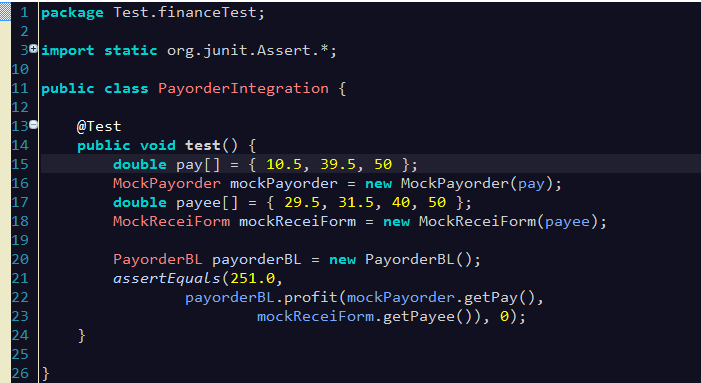 1 package Test.financeTest;
2
3 import static org.junit.Assert.*;
10
11 public class PayorderIntegration {
12
13     @Test
14     public void test() {
15         double pay[] = { 10.5, 39.5, 50 };
16         MockPayorder mockPayorder = new MockPayorder(pay);
17         double payee[] = { 29.5, 31.5, 40, 50 };
18         MockReceiForm mockReceiForm = new MockReceiForm(payee);
19
20         PayorderBL payorderBL = new PayorderBL();
21         assertEquals(251.0,
22                 payorderBL.profit(mockPayorder.getPay(),
23                         mockReceiForm.getPayee()), 0);
24     }
25
26 }